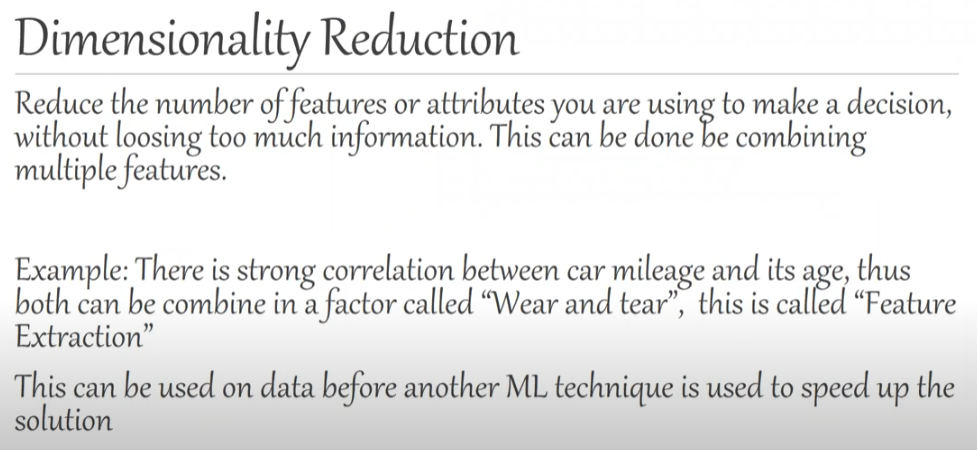 Dimensionality Reduction
Reduce the number of features or attributes you are using to make a decision,
without loosing too much information. This can be done be combining
multiple features.
Example: There is strong correlation between car mileage and its age, thus
both can be combine in a factor called “Wear and tear”, this is called “Feature
Extraction”
This can be used on data before another ML technique is used to speed up the
solution